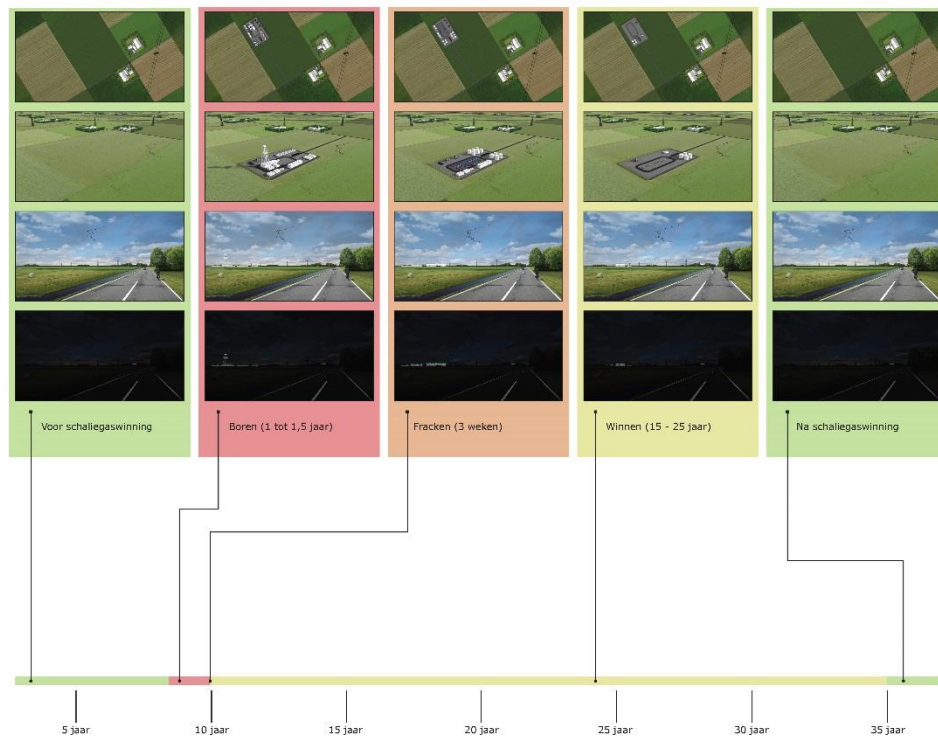 Voor schaliegaswinning
Boren (1 tot 1,5 jaar)
Fracken (3 weken)
Winnen (15 - 25 jaar)
Na schaliegaswinning
5 jaar
10 jaar
15 jaar
20 jaar
25 jaar
30 jaar
35 jaar